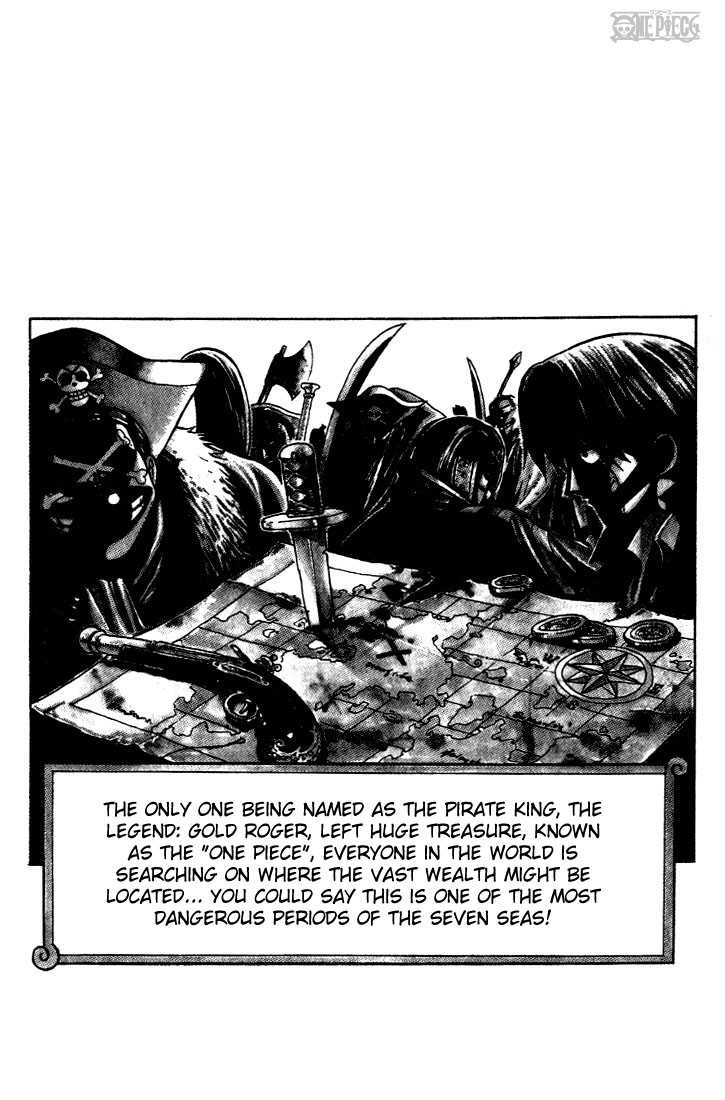 ONE PIECE
THE ONLY ONE BEING NAMED AS THE PIRATE KING, THE
LEGEND: GOLD ROGER, LEFT HUGE TREASURE, KNOWN
AS THE "ONE PIECE", EVERYONE IN THE WORLD IS
SEARCHING ON WHERE THE VAST WEALTH MIGHT BE
LOCATED... YOU COULD SAY THIS IS ONE OF THE MOST
DANGEROUS PERIODS OF THE SEVEN SEAS!